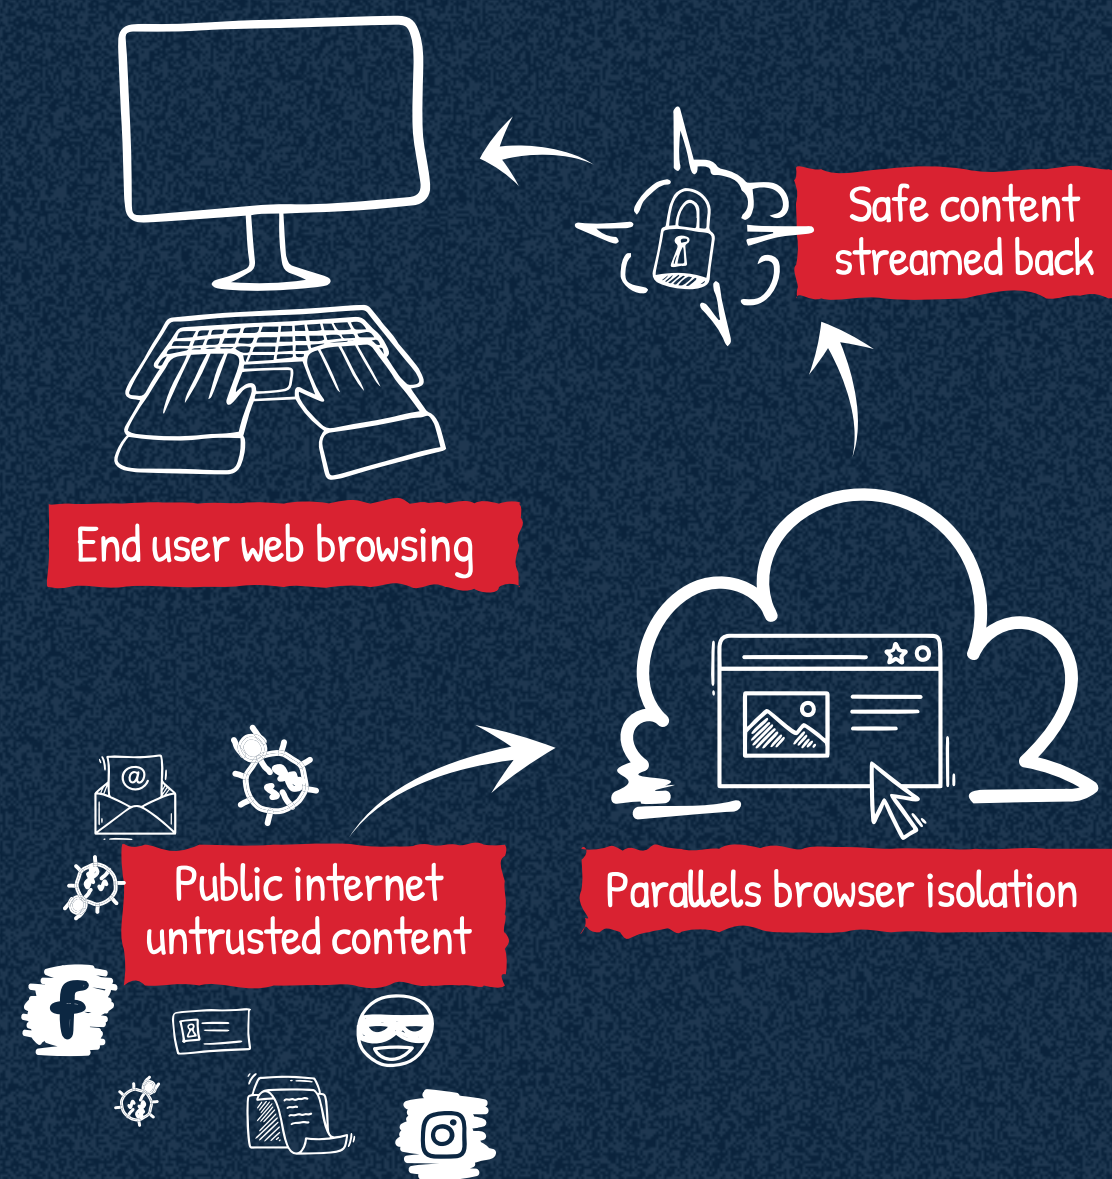 Safe content
streamed back
End user web browsing
@
Public internet
untrusted content
Parallels browser isolation
f